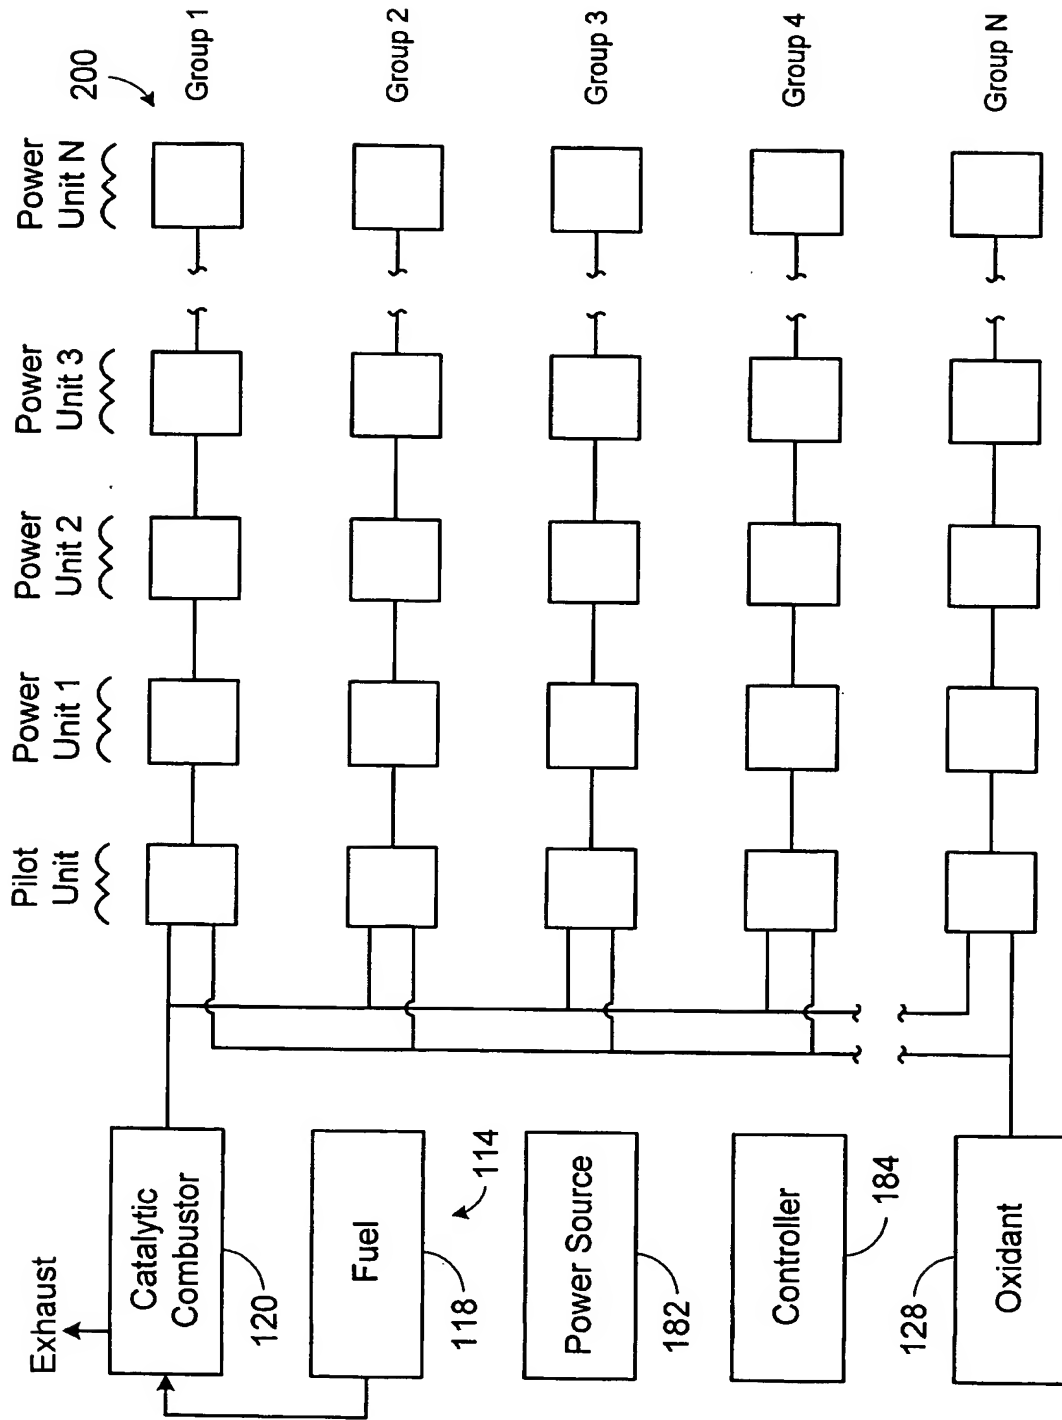 Exhaust
Catalytic
Combustor
120
Fuel
118
114
Power Source
182
Controller
184
Oxidant
128
Pilot
Unit
Power
Unit 1
Power
Unit 2
Power
Unit 3
Power
Unit N
200
Group 1
Group 2
Group 3
Group 4
Group N